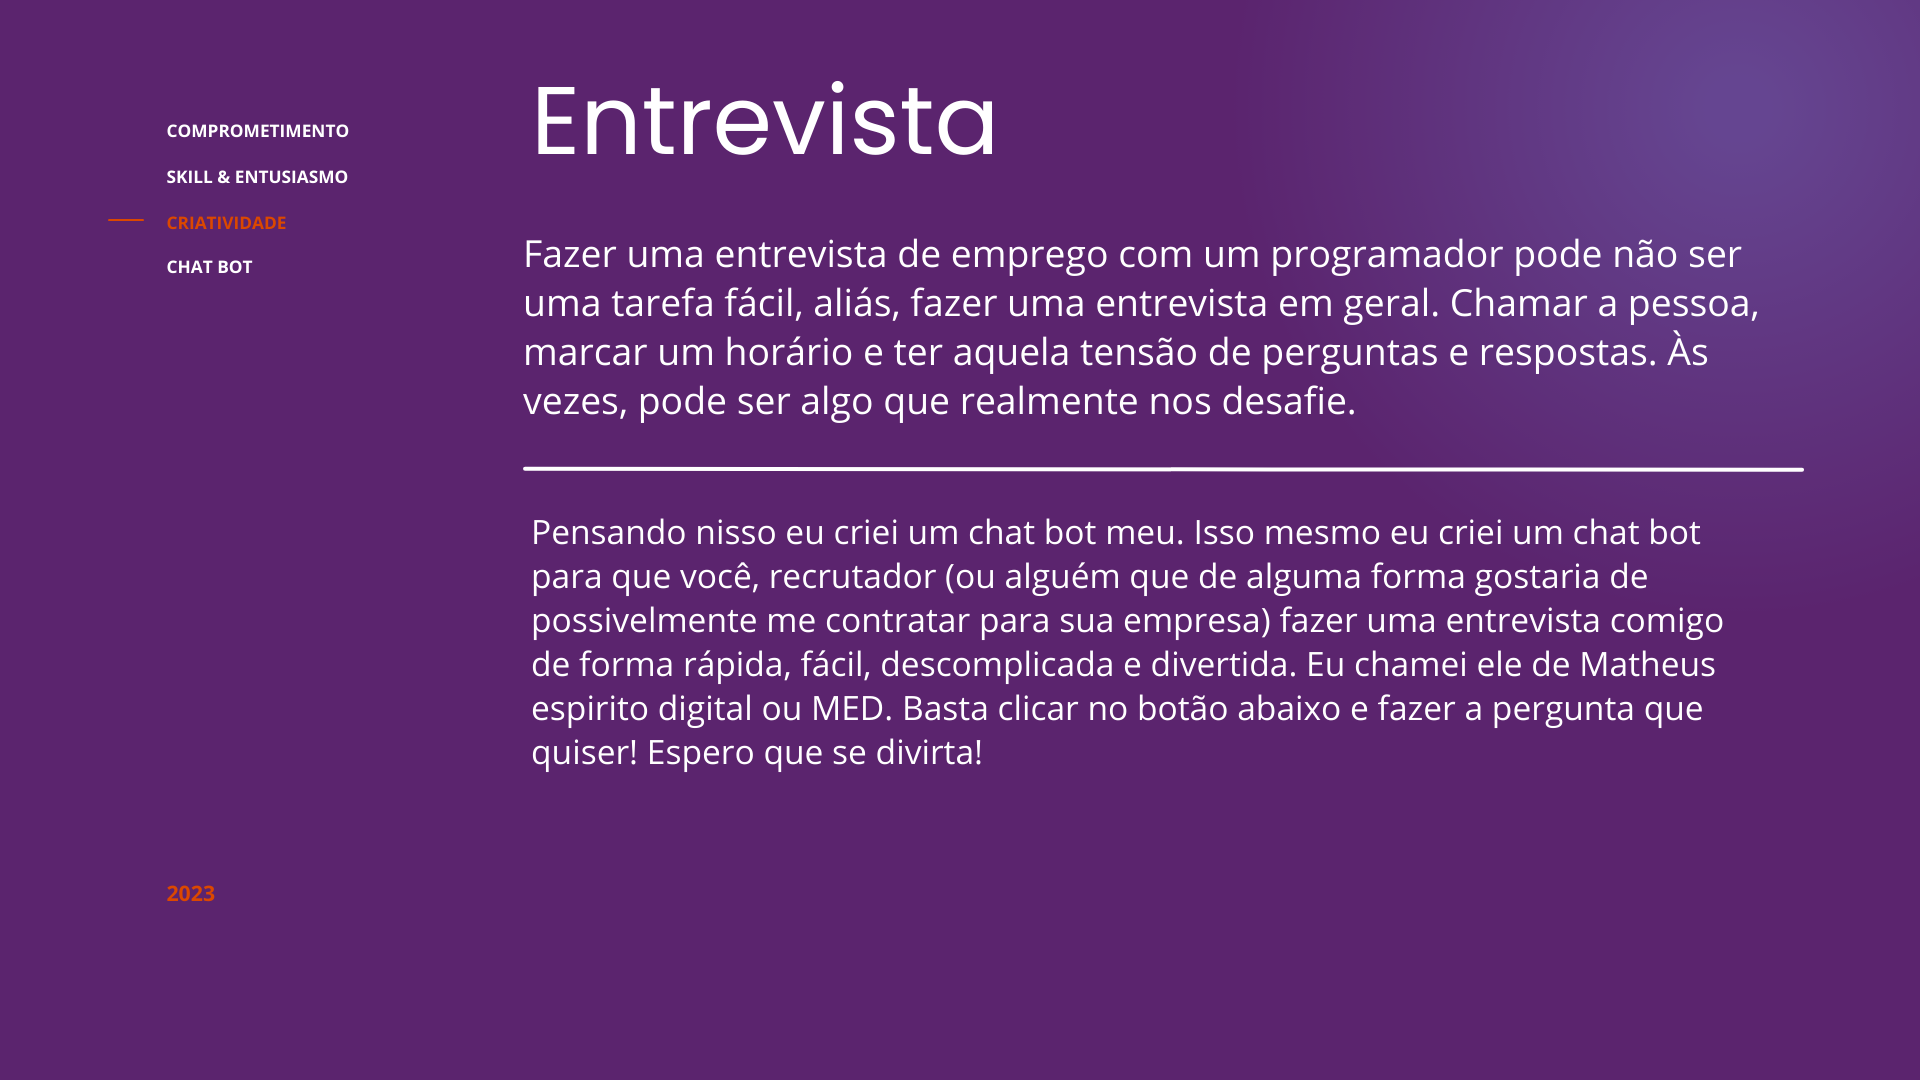 COMPROMETIMENTO
SKILL & ENTUSIASMO
CRIATIVIDADE
CHAT BOT
2023
Entrevista
Fazer uma entrevista de emprego com um programador pode não ser
uma tarefa fácil, aliás, fazer uma entrevista em geral. Chamar a pessoa,
marcar um horário e ter aquela tensão de perguntas e respostas. Às
vezes, pode ser algo que realmente nos desafie.
Pensando nisso eu criei um chat bot meu. Isso mesmo eu criei um chat bot
para que você, recrutador (ou alguém que de alguma forma gostaria de
possivelmente me contratar para sua empresa) fazer uma entrevista comigo
de forma rápida, fácil, descomplicada e divertida. Eu chamei ele de Matheus
espirito digital ou MED. Basta clicar no botão abaixo e fazer a pergunta que
quiser! Espero que se divirta!